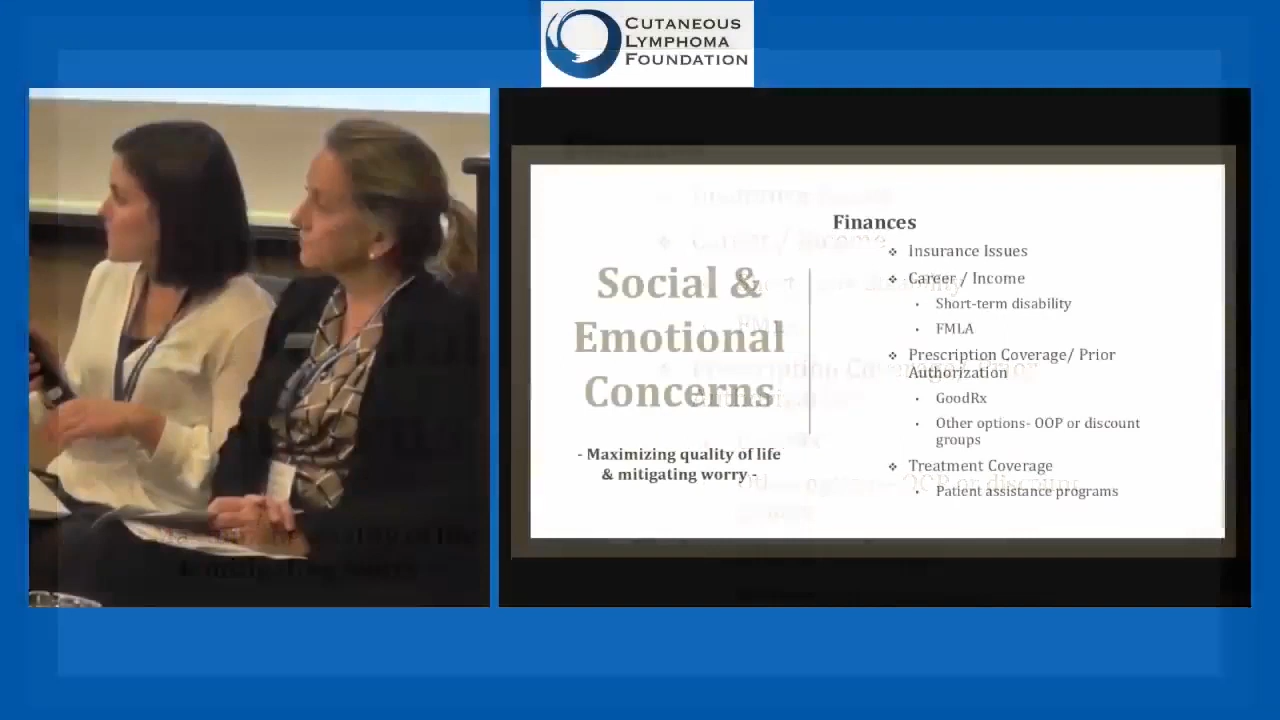 CUTANEOUS
LYMPHOMA
FOUNDATION
Social &
Emotional
Concerns
- Maximizing quality of life
& mitigating worry -
Finances
❖ Insurance Issues
❖ Career / Income
• Short-term disability
• FMLA
❖ Prescription Coverage/ Prior
Authorization
• GoodRx
• Other options- OOP or discount
groups
❖ Treatment Coverage
• Patient assistance programs